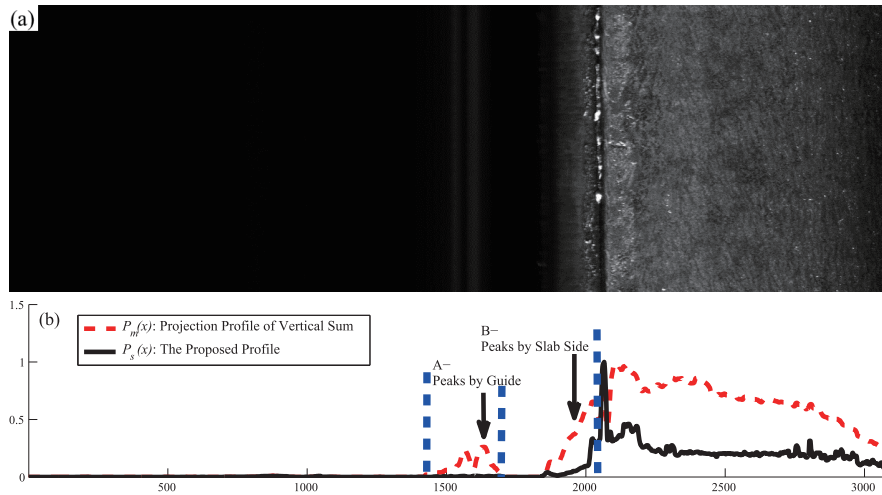 (a)
1.5
(b)
P_m(x): Projection Profile of Vertical Sum
P_s(x): The Proposed Profile
B−
Peaks by Slab Side
A−
Peaks by Guide
1
0.5
0
500
1000
1500
2000
2500
3000